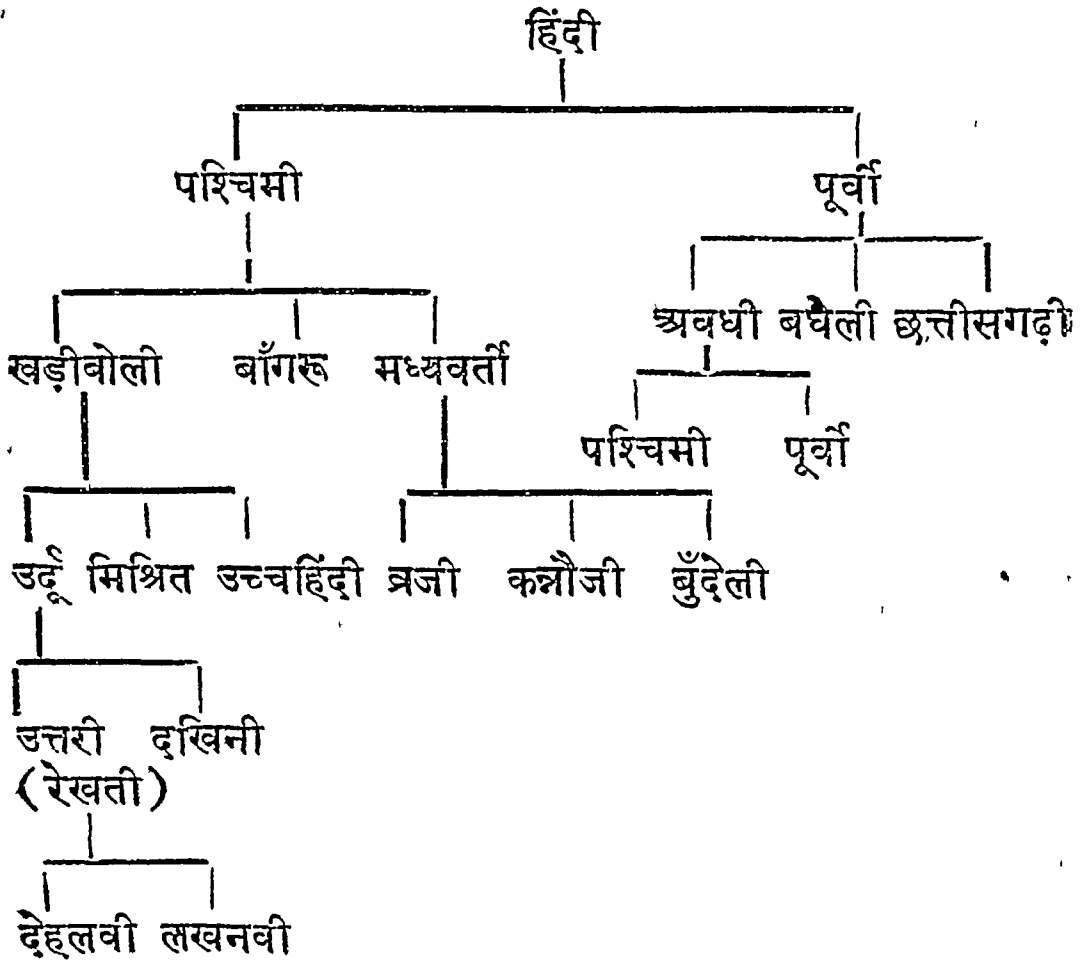 हिंदी
पश्चिमी पूर्वी
अवधी बघेली छत्तीसगढ़ी
खड़ीबोली बाँगरू मध्यवर्ती
पश्चिमी पूर्वी
उर्दू मिश्रित उच्चहिंदी व्रजी कन्नौजी बुँदेली
उत्तरी दखिनी
(रेखती)
देहलवी लखनवी